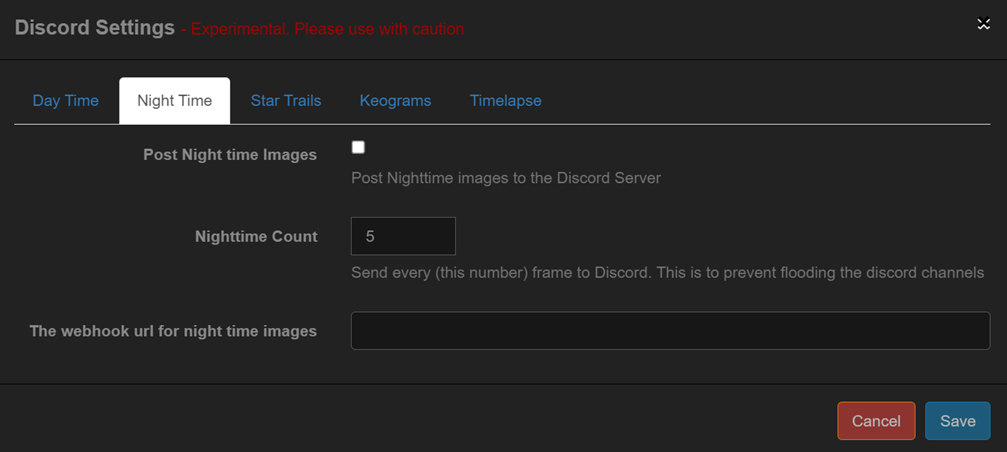 Discord Settings - Experimental. Please use with caution
Day Time Night Time Star Trails Keograms Timelapse
Post Night time Images
Post Nighttime images to the Discord Server
Nighttime Count 5
Send every (this number) frame to Discord. This is to prevent flooding the discord channels
The webhook url for night time images
Cancel Save